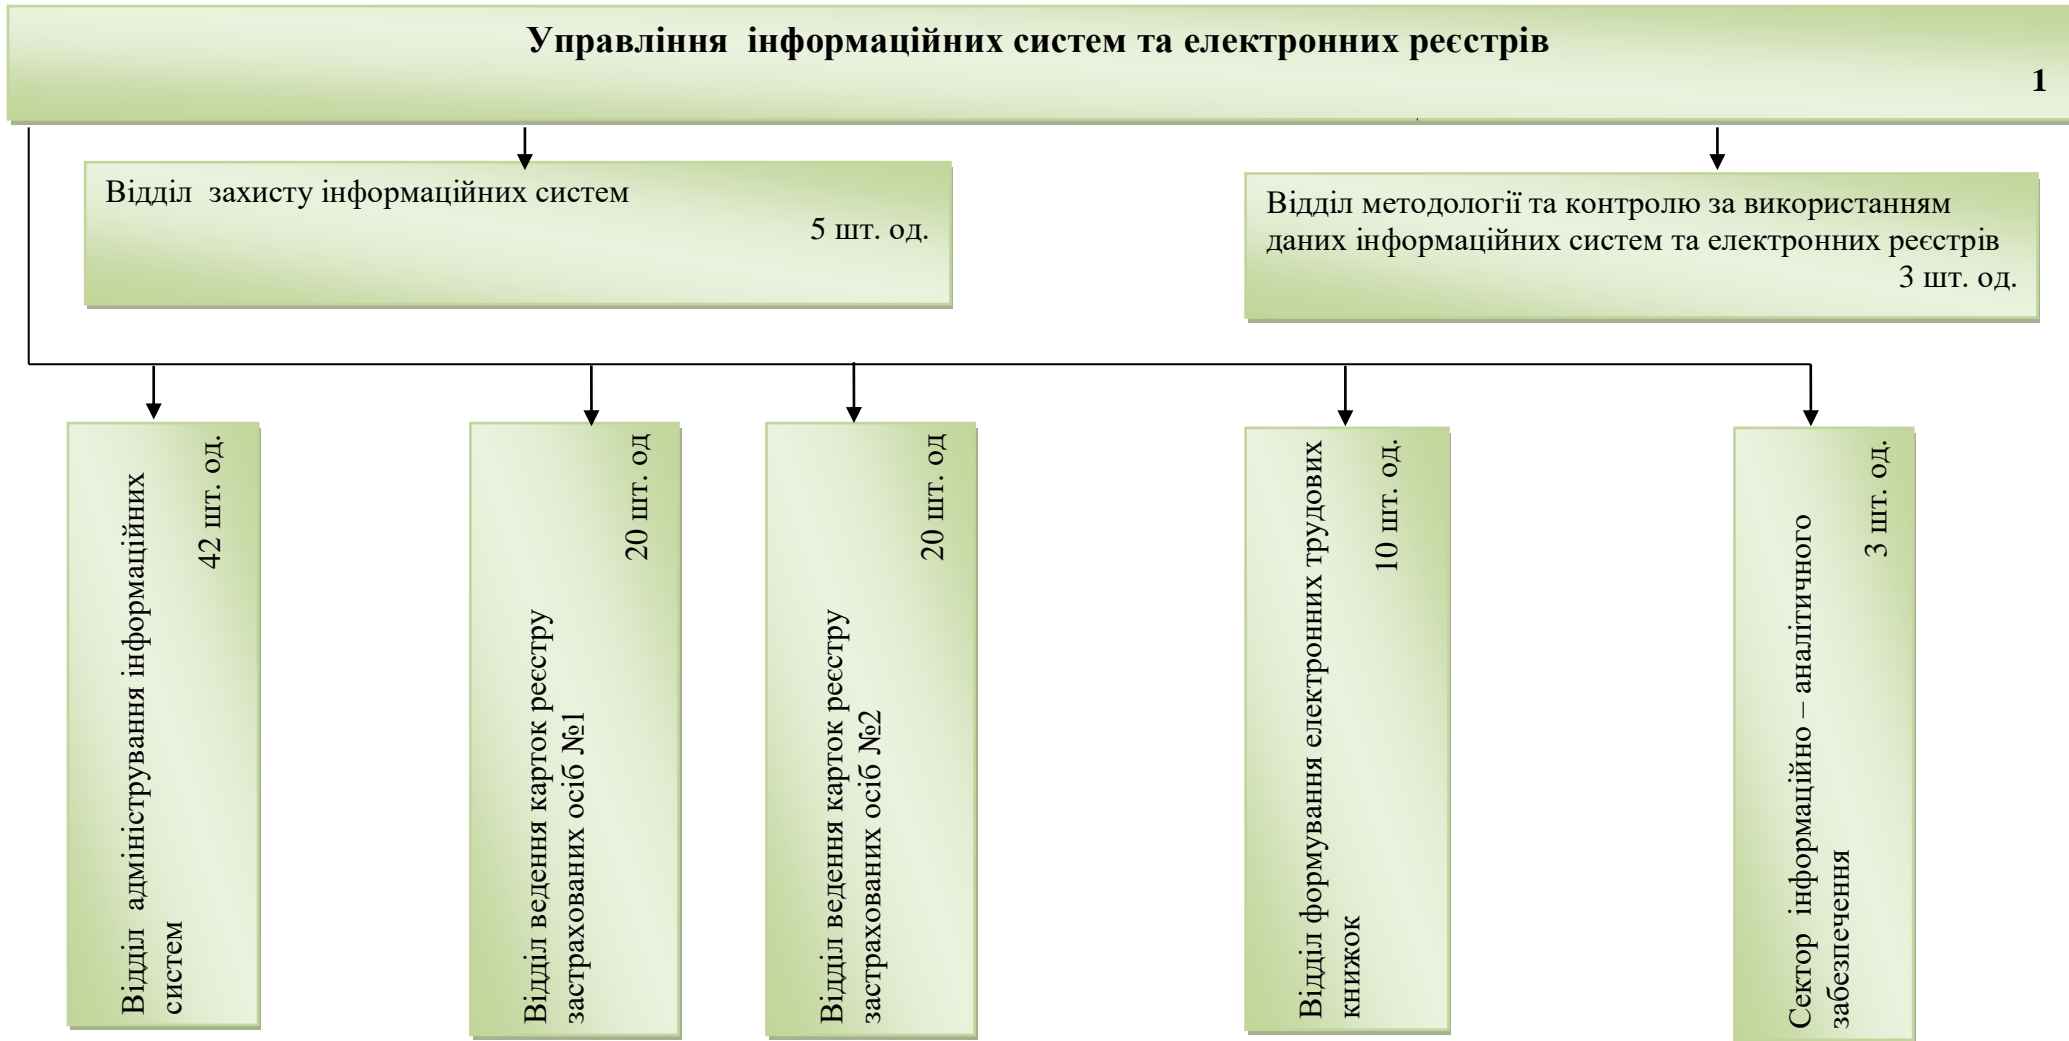 Управління інформаційних систем та електронних реєстрів
1
Відділ захисту інформаційних систем
5 шт. од.
Відділ методології та контролю за використанням
даних інформаційних систем та електронних реєстрів
3 шт. од.
Відділ адміністрування інформаційних
систем
42 шт. од.
Відділ ведення карток реєстру
застрахованих осіб №1
20 шт. од
Відділ ведення карток реєстру
застрахованих осіб №2
20 шт. од
Відділ формування електронних трудових
книжок
10 шт. од.
Сектор інформаційно – аналітичного
забезпечення
3 шт. од.